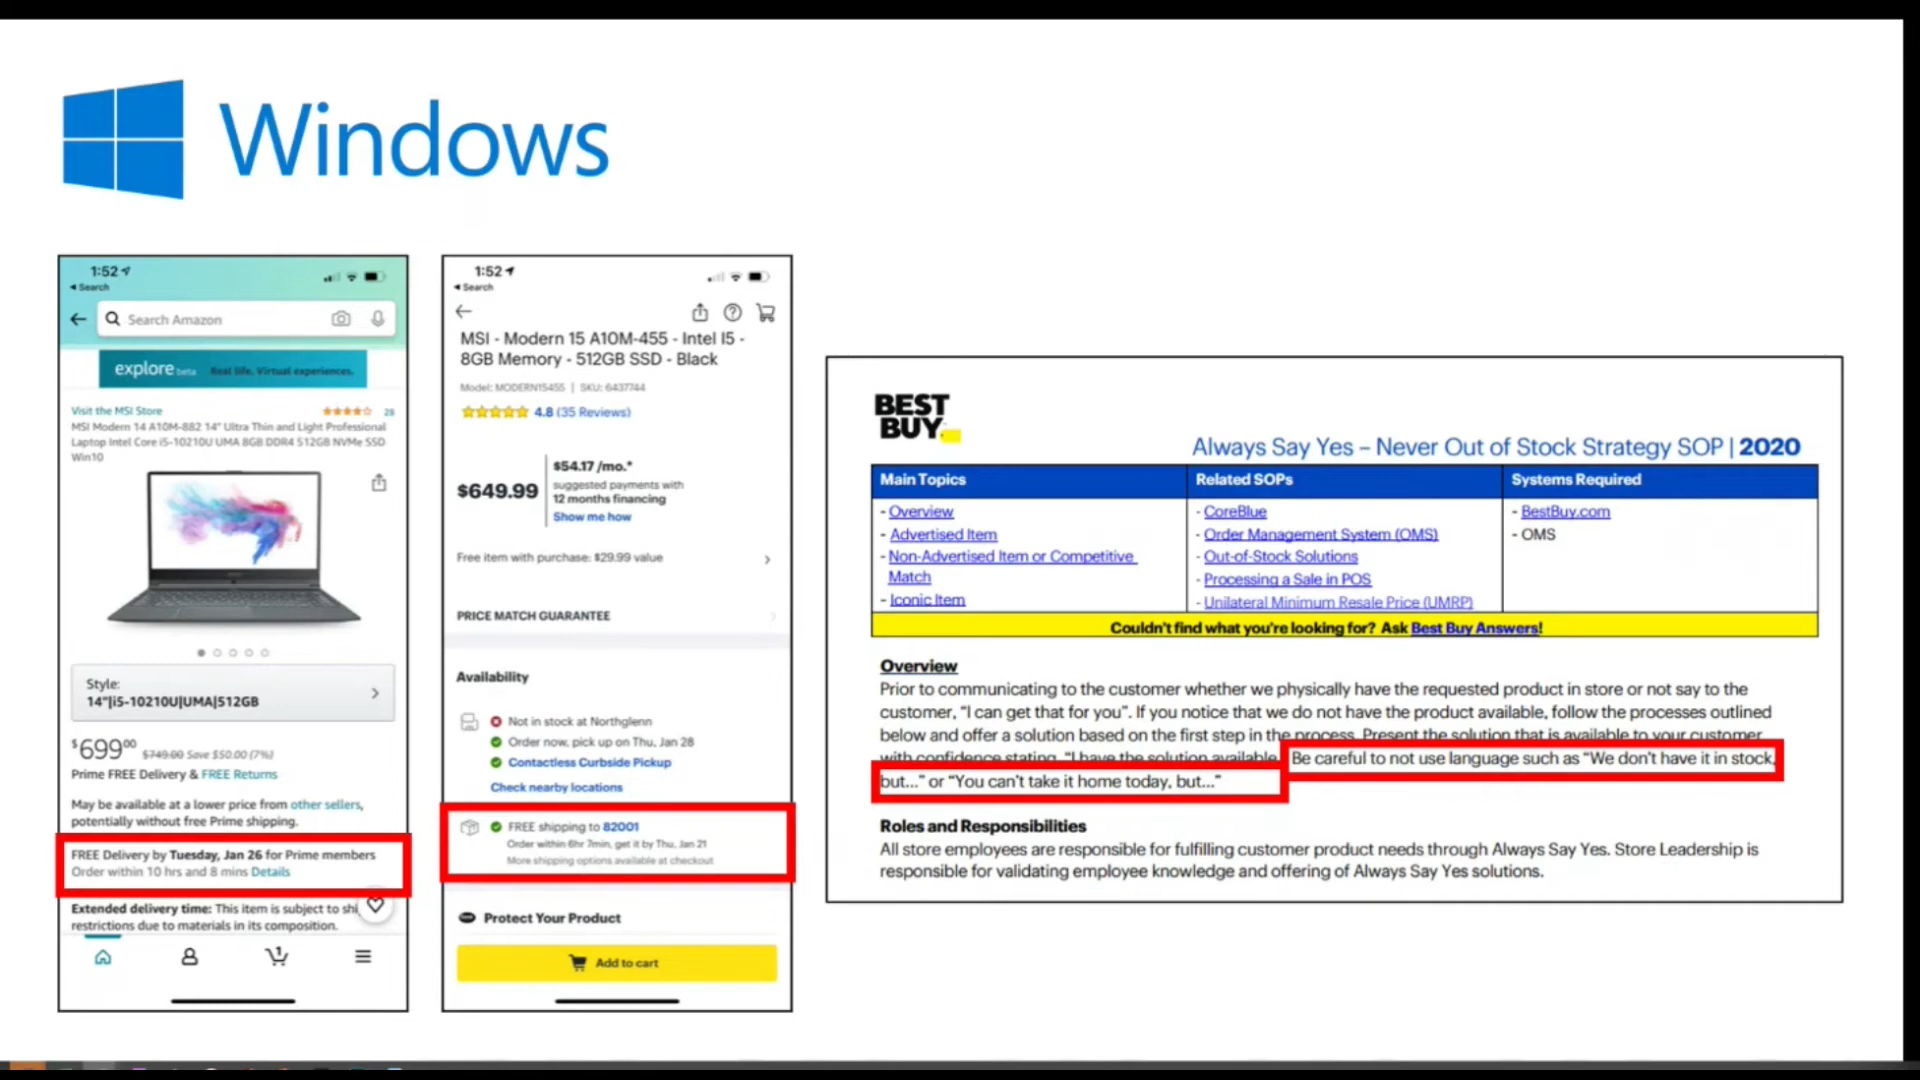 Windows
1:52
Search
Search Amazon
explore beta Real life. Virtual experiences.
Visit the MSI Store 28
MSI Modern 14 A10M-882 14" Ultra Thin and Light Professional
Laptop Intel Core i5-10210U UMA 8GB DDR4 512GB NVMe SSD
Win10
Style:
14"|i5-10210U|UMA|512GB
$699.00 $749.00 Save $50.00 (7%)
Prime FREE Delivery & FREE Returns
May be available at a lower price from other sellers,
potentially without free Prime shipping.
FREE Delivery by Tuesday, Jan 26 for Prime members
Order within 10 hrs and 8 mins Details
Extended delivery time: This item is subject to shi
restrictions due to materials in its composition.
1
1:52
Search
MSI - Modern 15 A10M-455 - Intel I5 -
8GB Memory - 512GB SSD - Black
Model: MODERN15455 | SKU: 6437744
4.8 (35 Reviews)
$649.99
$54.17 /mo.*
suggested payments with
12 months financing
Show me how
Free item with purchase: $29.99 value
PRICE MATCH GUARANTEE
Availability
Not in stock at Northglenn
Order now, pick up on Thu, Jan 28
Contactless Curbside Pickup
Check nearby locations
FREE shipping to 82001
Order within 6hr 7min, get it by Thu, Jan 21
More shipping options available at checkout
Protect Your Product
Add to cart
BEST
BUY
Always Say Yes – Never Out of Stock Strategy SOP | 2020
Main Topics Related SOPs Systems Required
- Overview - CoreBlue - BestBuy.com
- Advertised Item - Order Management System (OMS) - OMS
- Non-Advertised Item or Competitive - Out-of-Stock Solutions
Match - Processing a Sale in POS
- Iconic Item - Unilateral Minimum Resale Price (UMRP)
Couldn't find what you're looking for? Ask Best Buy Answers!
Overview
Prior to communicating to the customer whether we physically have the requested product in store or not say to the
customer, "I can get that for you". If you notice that we do not have the product available, follow the processes outlined
below and offer a solution based on the first step in the process. Present the solution that is available to your customer
with confidence stating, "I have the solution available Be careful to not use language such as "We don't have it in stock,
but..." or "You can't take it home today, but..."
Roles and Responsibilities
All store employees are responsible for fulfilling customer product needs through Always Say Yes. Store Leadership is
responsible for validating employee knowledge and offering of Always Say Yes solutions.